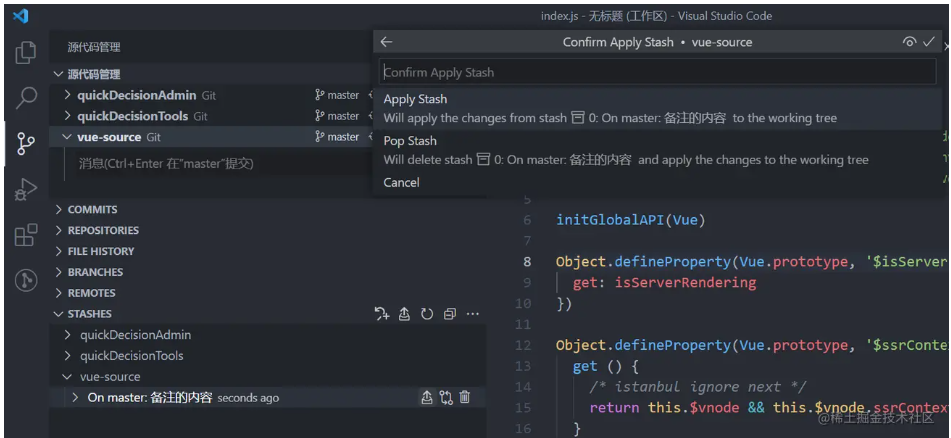 index.js - 无标题 (工作区) - Visual Studio Code
源代码管理
源代码管理
quickDecisionAdmin Git master
quickDecisionTools Git master
vue-source Git master
消息(Ctrl+Enter 在"master"提交)
COMMITS
REPOSITORIES
FILE HISTORY
BRANCHES
REMOTES
STASHES
quickDecisionAdmin
quickDecisionTools
vue-source
On master: 备注的内容 seconds ago
Confirm Apply Stash • vue-source
Confirm Apply Stash
Apply Stash
Will apply the changes from stash 0: On master: 备注的内容 to the working tree
Pop Stash
Will delete stash 0: On master: 备注的内容 and apply the changes to the working tree
Cancel
5
6 initGlobalAPI(Vue)
7
8 Object.defineProperty(Vue.prototype, '$isServer
9 get: isServerRendering
10 })
11
12 Object.defineProperty(Vue.prototype, '$ssrConte
13 get () {
14 /* istanbul ignore next */
15 return this.$vnode && this.$vnode.ssrContext
16 }
@稀土掘金技术社区